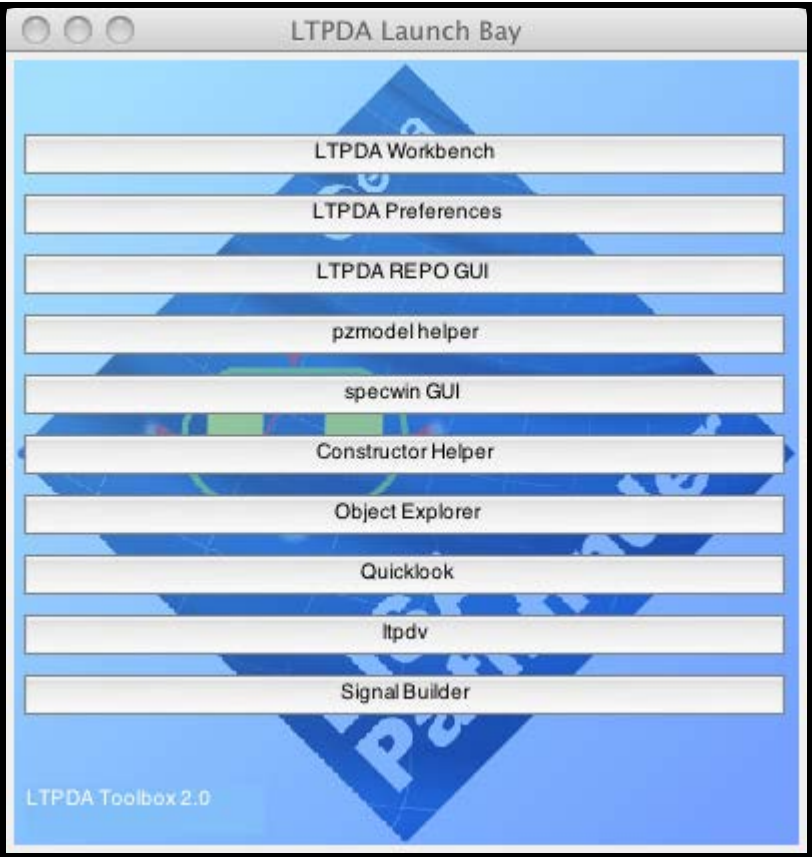 LTPDA Launch Bay
LTPDA Workbench
LTPDA Preferences
LTPDA REPO GUI
pzmodel helper
specwin GUI
Constructor Helper
Object Explorer
Quicklook
ltpdv
Signal Builder
LTPDA Toolbox 2.0